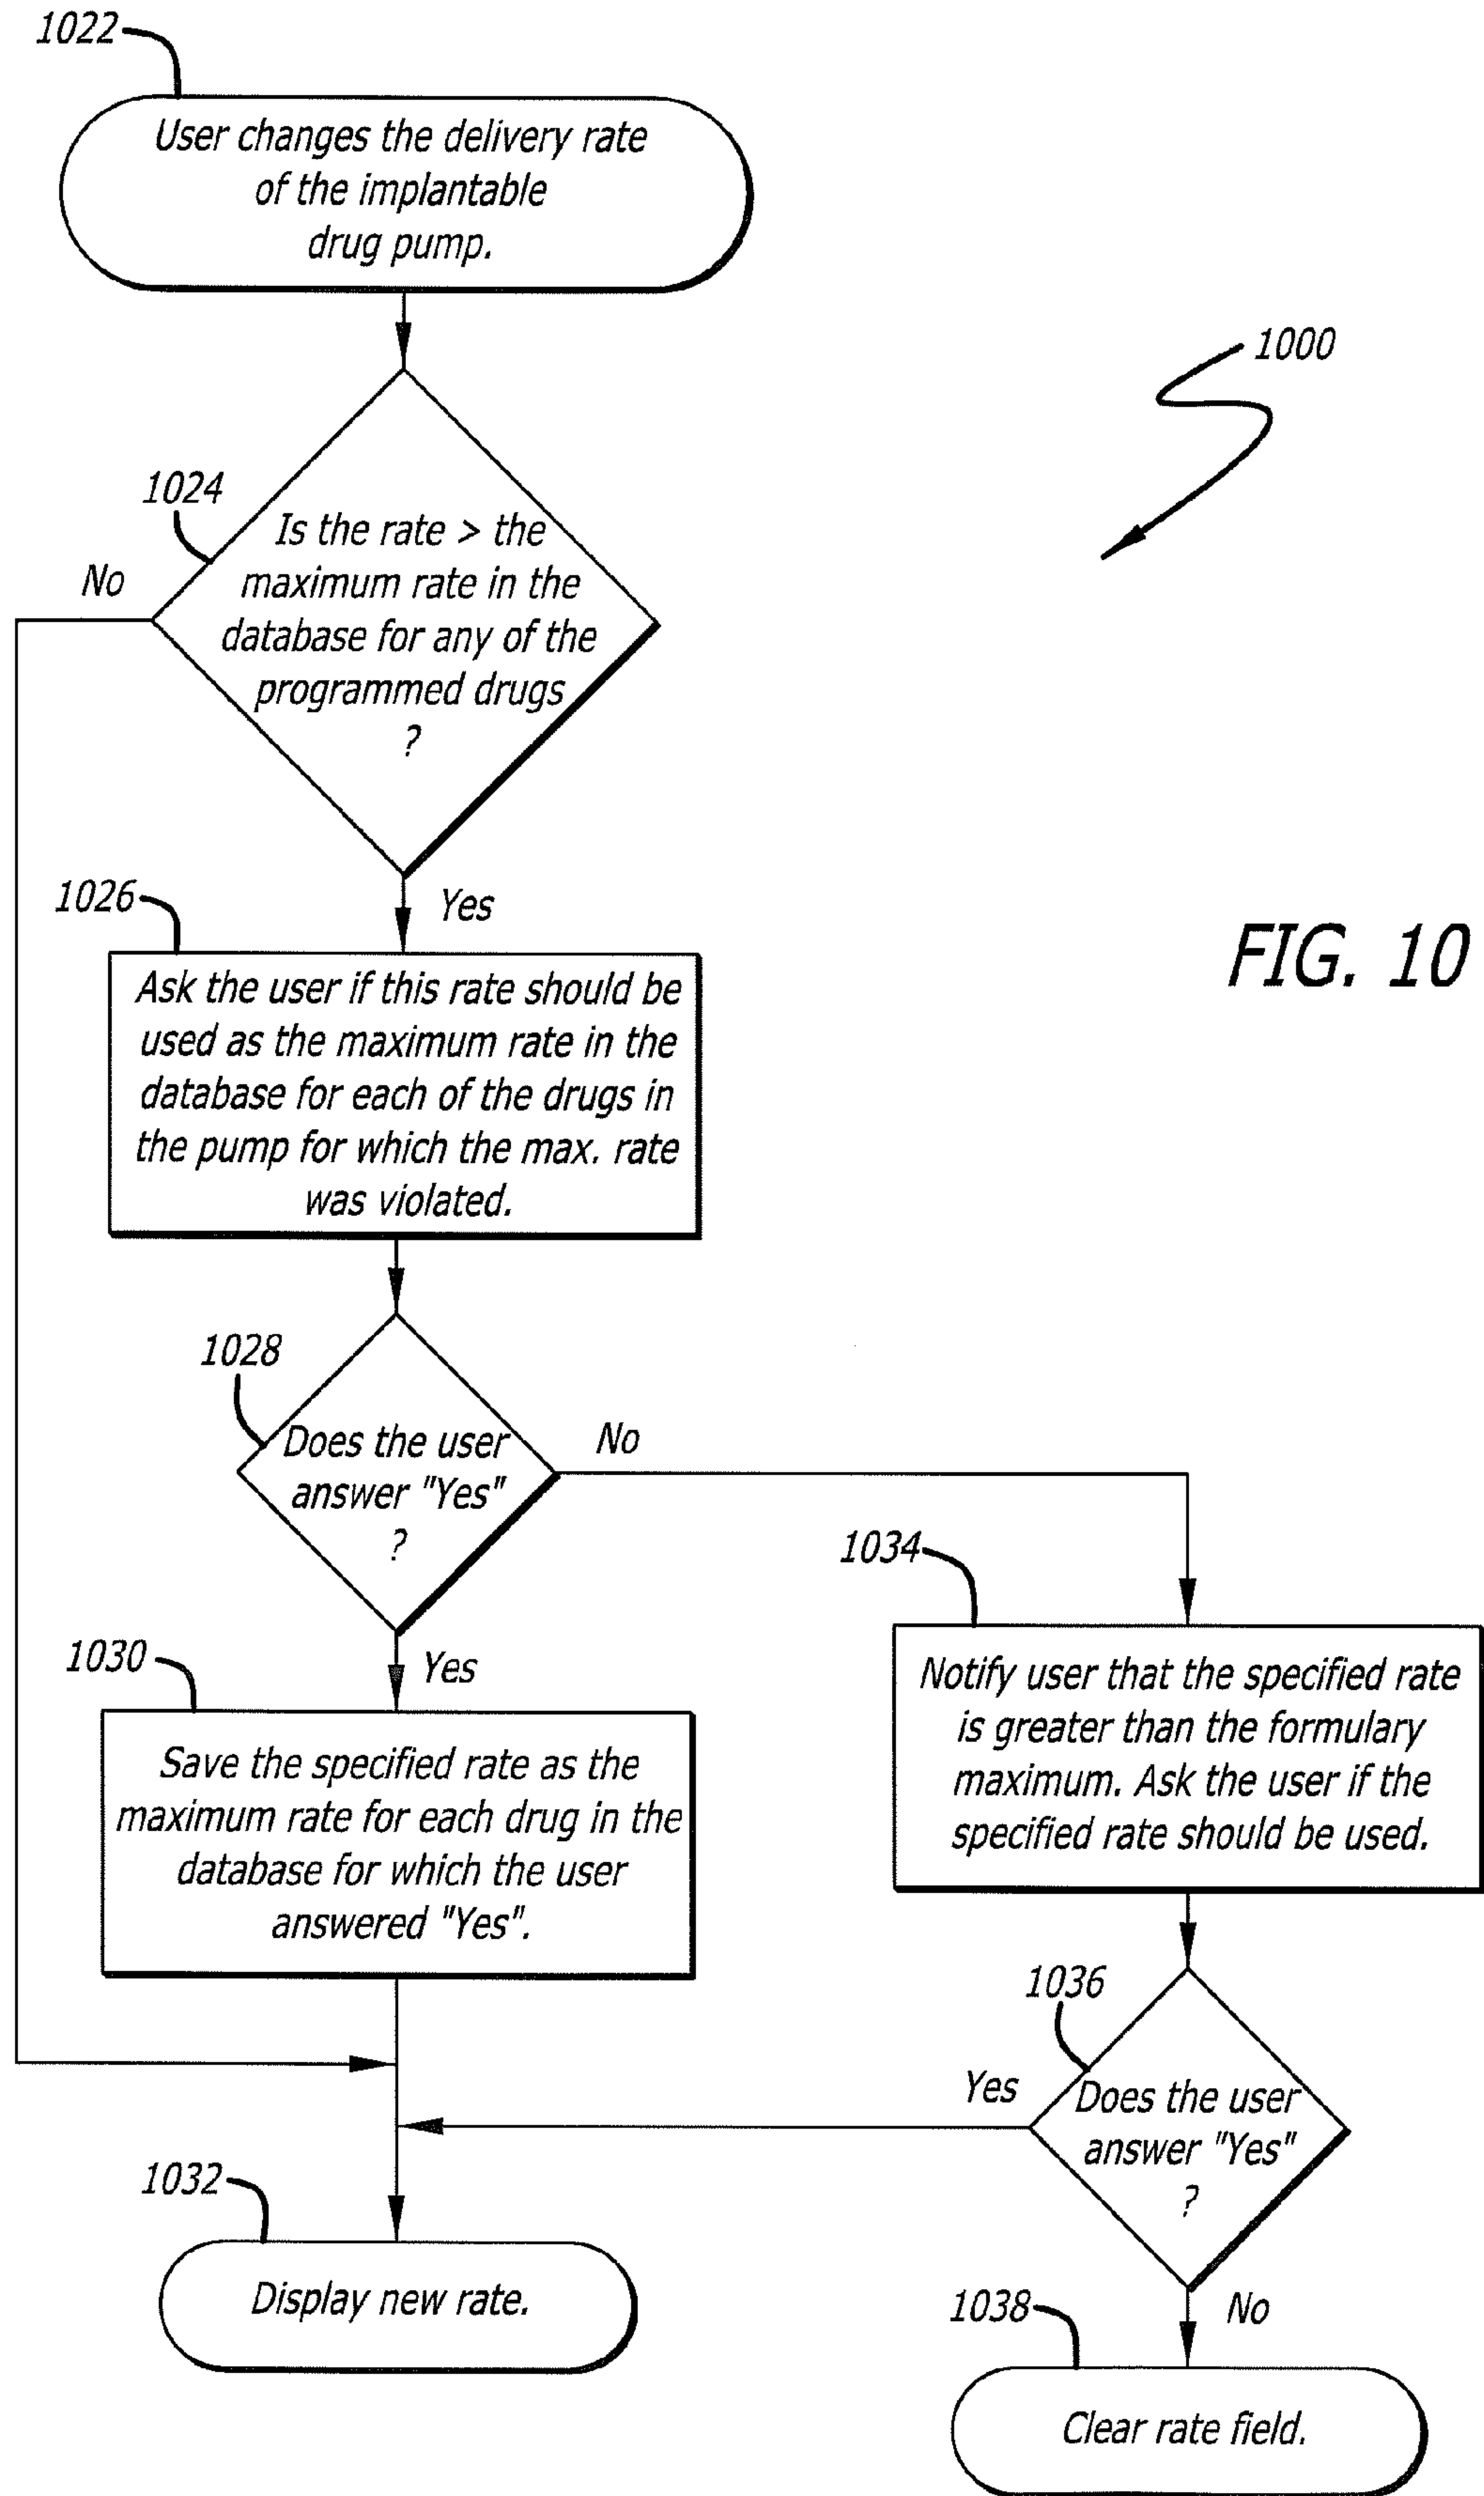 1022
User changes the delivery rate
of the implantable
drug pump.
1000
1024
No
Is the rate > the
maximum rate in the
database for any of the
programmed drugs
?
Yes
1026
Ask the user if this rate should be
used as the maximum rate in the
database for each of the drugs in
the pump for which the max. rate
was violated.
FIG. 10
1028
Does the user
answer "Yes"
?
No
Yes
1030
Save the specified rate as the
maximum rate for each drug in the
database for which the user
answered "Yes".
1034
Notify user that the specified rate
is greater than the formulary
maximum. Ask the user if the
specified rate should be used.
1036
Yes
Does the user
answer "Yes"
?
No
1032
Display new rate.
1038
Clear rate field.